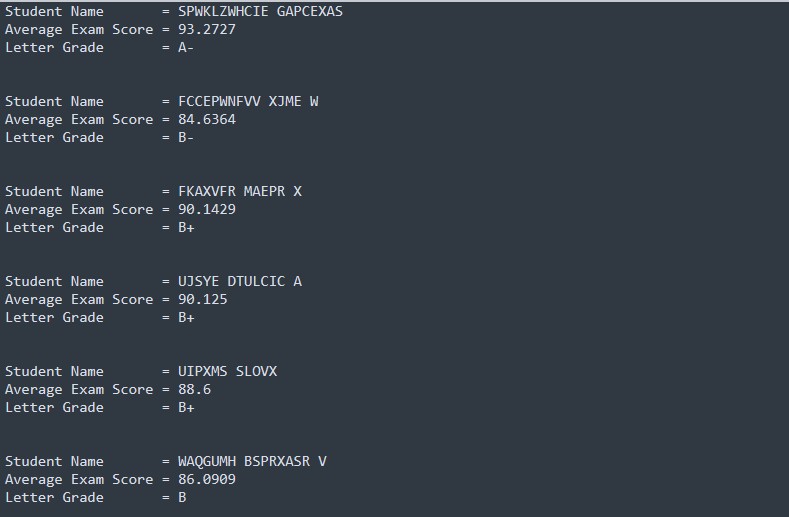 Student Name       = SPWKLZWHCIE GAPCEXAS
Average Exam Score = 93.2727
Letter Grade       = A-
Student Name       = FCCEPWNFVV XJME W
Average Exam Score = 84.6364
Letter Grade       = B-
Student Name       = FKAXVFR MAEPR X
Average Exam Score = 90.1429
Letter Grade       = B+
Student Name       = UJSYE DTULCIC A
Average Exam Score = 90.125
Letter Grade       = B+
Student Name       = UIPXMS SLOVX
Average Exam Score = 88.6
Letter Grade       = B+
Student Name       = WAQGUMH BSPRXASR V
Average Exam Score = 86.0909
Letter Grade       = B